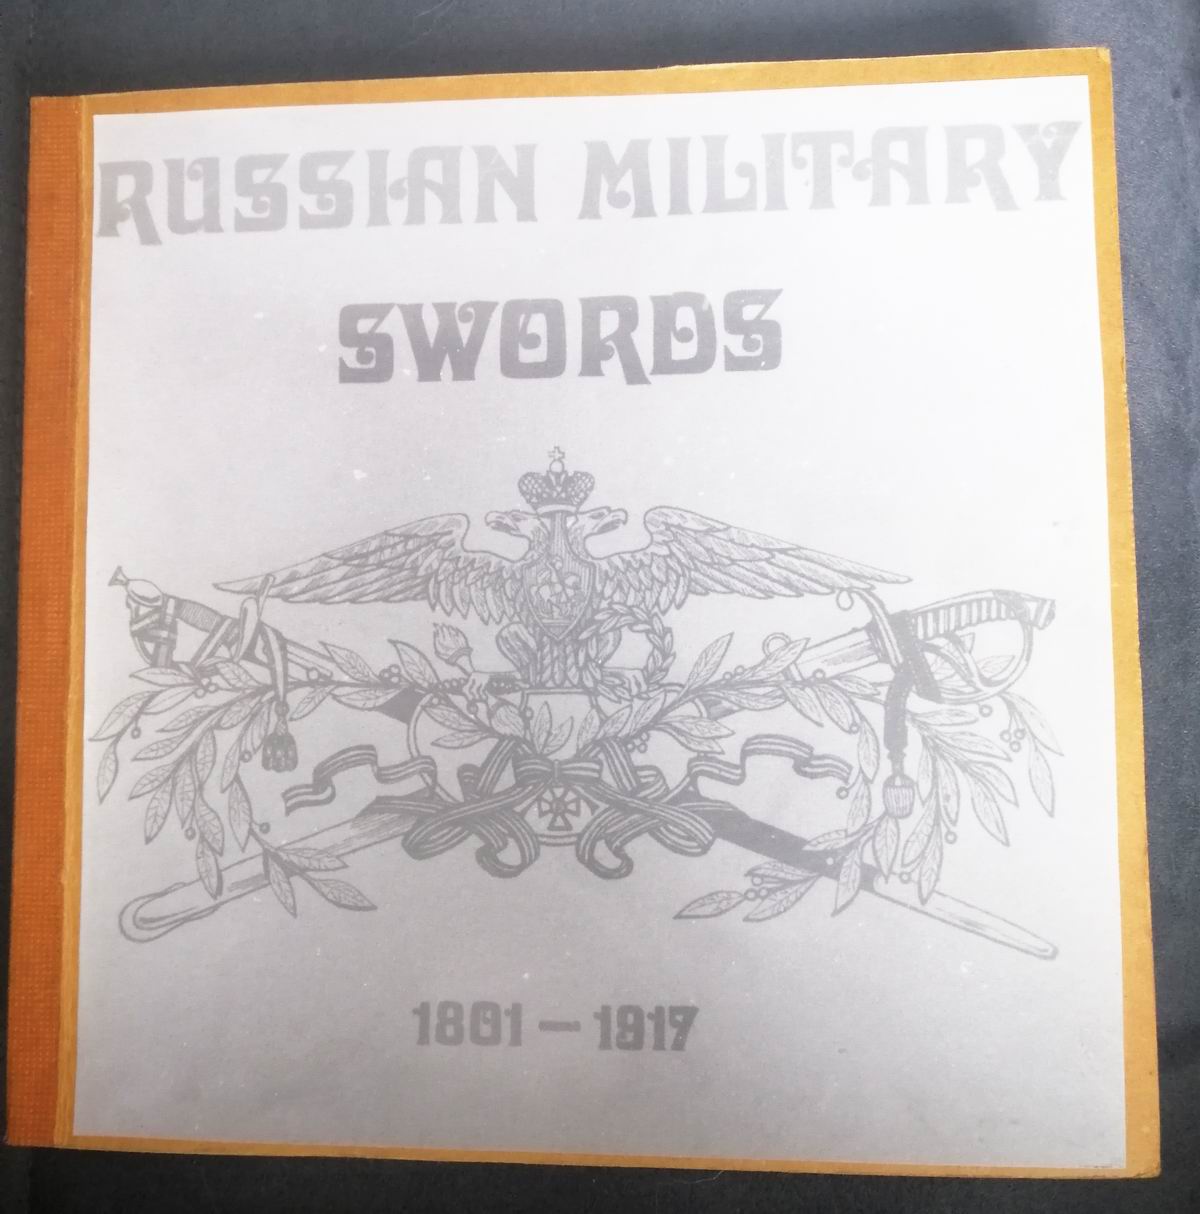 RUSSIAN MILITARY
SWORDS
1801 – 1917